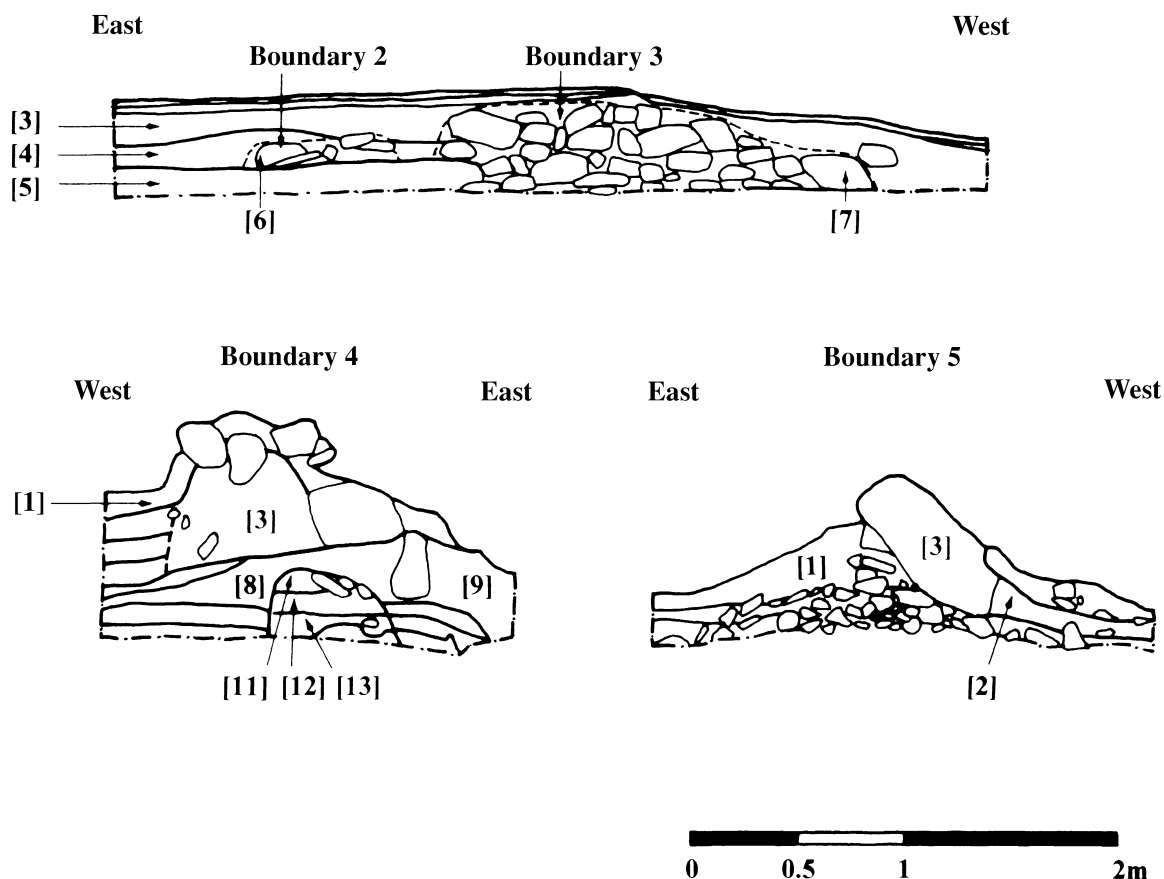 East West
Boundary 2 Boundary 3
[3]
[4]
[5]
[6] [7]
Boundary 4 Boundary 5
West East East West
[1] [3] [3]
[1]
[8] [9]
[11] [12] [13] [2]
0 0.5 1 2m